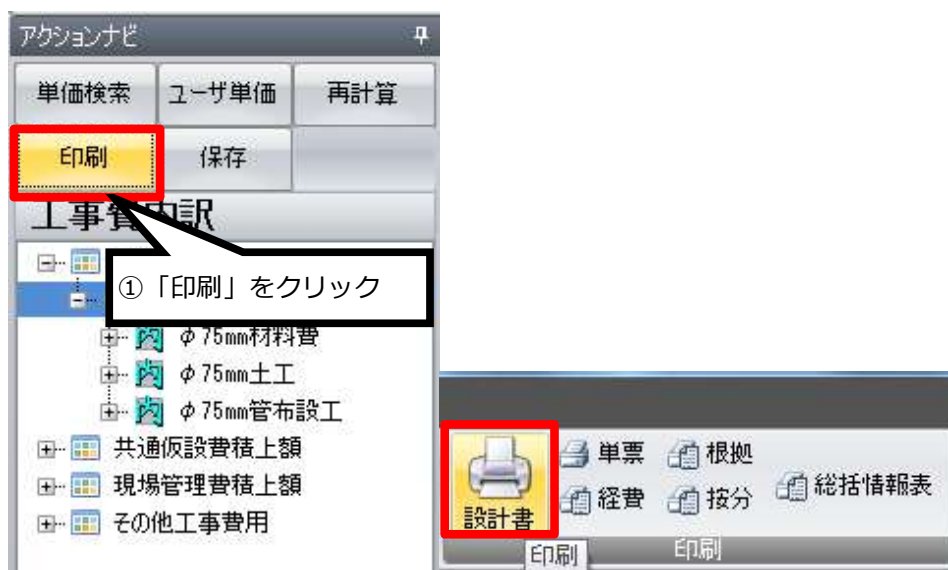 アクションナビ
単価検索 ユーザ単価 再計算
印刷 保存
工事費内訳
①「印刷」をクリック
φ75mm材料費
φ75mm土工
φ75mm管布設工
共通仮設費積上額
現場管理費積上額
その他工事費用
設計書
単票 根拠
経費 按分
総括情報表
印刷
印刷